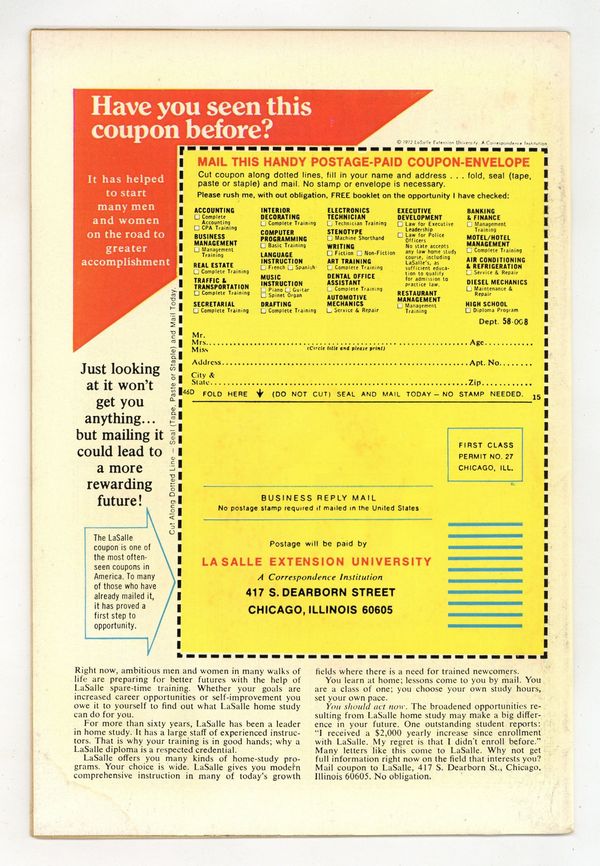 Have you seen this
coupon before?
It has helped
to start
many men
and women
on the road to
greater
accomplishment
Just looking
at it won't
get you
anything...
but mailing it
could lead to
a more
rewarding
future!
The LaSalle
coupon is one of
the most often-
seen coupons in
America. To many
of those who have
already mailed it,
it has proved a
first step to
opportunity.
Cut Along Dotted Line – Seal (Tape, Paste or Staple) and Mail Today
© 1972 LaSalle Extension University. A Correspondence Institution
MAIL THIS HANDY POSTAGE-PAID COUPON-ENVELOPE
Cut coupon along dotted lines, fill in your name and address . . . fold, seal (tape,
paste or staple) and mail. No stamp or envelope is necessary.
Please rush me, with out obligation, FREE booklet on the opportunity I have checked:
ACCOUNTING
☐ Complete
Accounting
☐ CPA Training
BUSINESS
MANAGEMENT
☐ Management
Training
REAL ESTATE
☐ Complete Training
TRAFFIC &
TRANSPORTATION
☐ Complete Training
SECRETARIAL
☐ Complete Training
INTERIOR
DECORATING
☐ Complete Training
COMPUTER
PROGRAMMING
☐ Basic Training
LANGUAGE
INSTRUCTION
☐ French ☐ Spanish
MUSIC
INSTRUCTION
☐ Piano ☐ Guitar
☐ Spinet Organ
DRAFTING
☐ Complete Training
ELECTRONICS
TECHNICIAN
☐ Technician Training
STENOTYPE
☐ Machine Shorthand
WRITING
☐ Fiction ☐ Non-Fiction
ART TRAINING
☐ Complete Training
DENTAL OFFICE
ASSISTANT
☐ Complete Training
AUTOMOTIVE
MECHANICS
☐ Service & Repair
EXECUTIVE
DEVELOPMENT
☐ Law for Executive
Leadership
☐ Law for Police
Officers
No state accepts
any law home study
course, including
LaSalle's, as
sufficient educa-
tion to qualify
for admission to
practice law.
RESTAURANT
MANAGEMENT
☐ Management
Training
BANKING
& FINANCE
☐ Management
Training
MOTEL/HOTEL
MANAGEMENT
☐ Complete Training
AIR CONDITIONING
& REFRIGERATION
☐ Service & Repair
DIESEL MECHANICS
☐ Maintenance &
Repair
HIGH SCHOOL
☐ Diploma Program
Dept. 58-068
Mr.
Mrs. Age
Miss (Circle title and please print)
Address Apt. No.
City &
State Zip
46D FOLD HERE ↓ (DO NOT CUT) SEAL AND MAIL TODAY – NO STAMP NEEDED. 15
FIRST CLASS
PERMIT NO. 27
CHICAGO, ILL.
BUSINESS REPLY MAIL
No postage stamp required if mailed in the United States
Postage will be paid by
LA SALLE EXTENSION UNIVERSITY
A Correspondence Institution
417 S. DEARBORN STREET
CHICAGO, ILLINOIS 60605
Right now, ambitious men and women in many walks of
life are preparing for better futures with the help of
LaSalle spare-time training. Whether your goals are
increased career opportunities or self-improvement you
owe it to yourself to find out what LaSalle home study
can do for you.
For more than sixty years, LaSalle has been a leader
in home study. It has a large staff of experienced instruc-
tors. That is why your training is in good hands; why a
LaSalle diploma is a respected credential.
LaSalle offers you many kinds of home-study pro-
grams. Your choice is wide. LaSalle gives you modern
comprehensive instruction in many of today's growth
fields where there is a need for trained newcomers.
You learn at home; lessons come to you by mail. You
are a class of one; you choose your own study hours,
set your own pace.
You should act now. The broadened opportunities re-
sulting from LaSalle home study may make a big differ-
ence in your future. One outstanding student reports:
"I received a $2,000 yearly increase since enrollment
with LaSalle. My regret is that I didn't enroll before."
Many letters like this come to LaSalle. Why not get
full information right now on the field that interests you?
Mail coupon to LaSalle, 417 S. Dearborn St., Chicago,
Illinois 60605. No obligation.